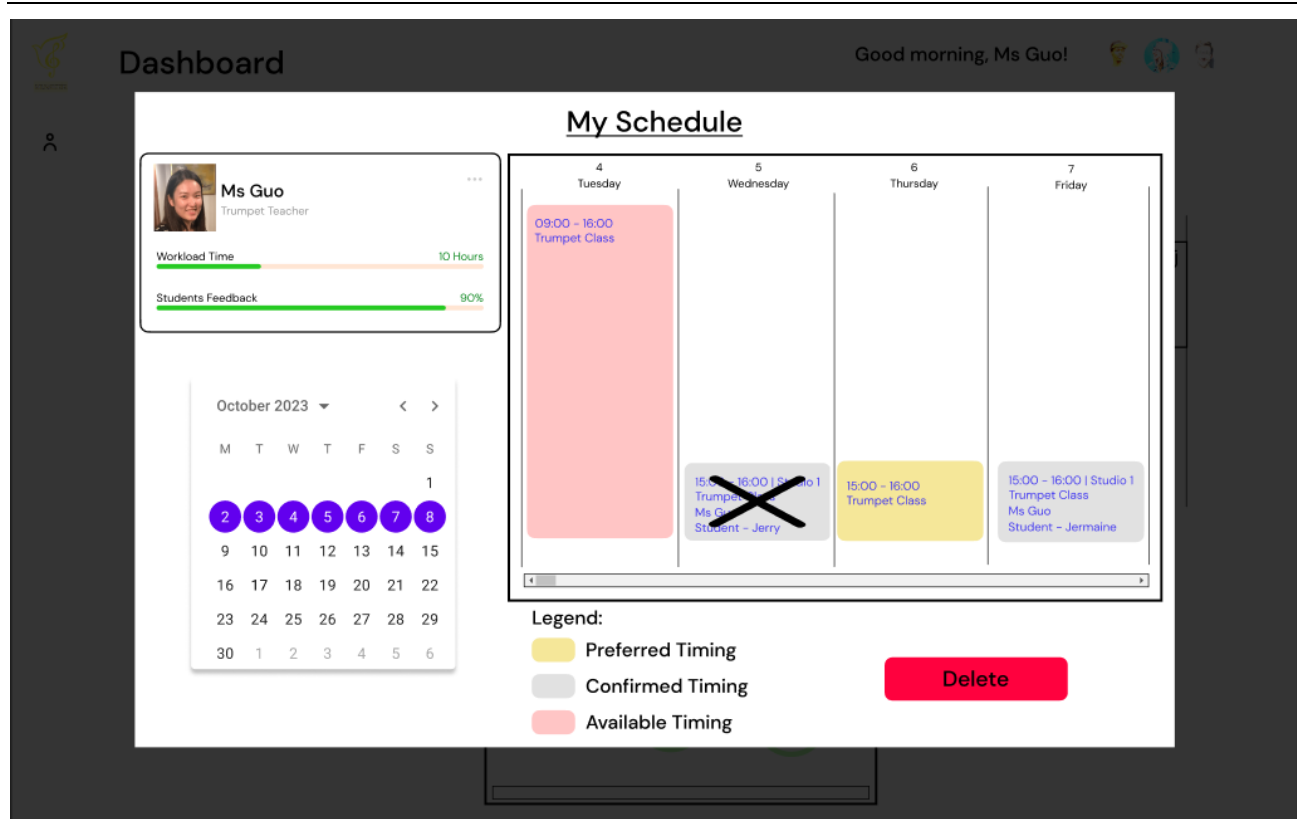 Dashboard
Good morning, Ms Guo!
My Schedule
Ms Guo
Trumpet Teacher
Workload Time
10 Hours
Students Feedback
90%
October 2023
M T W T F S S
1
2 3 4 5 6 7 8
9 10 11 12 13 14 15
16 17 18 19 20 21 22
23 24 25 26 27 28 29
30 1 2 3 4 5 6
4
Tuesday
09:00 - 16:00
Trumpet Class
5
Wednesday
16:00 | Studio 1
Student - Jerry
6
Thursday
15:00 - 16:00
Trumpet Class
7
Friday
15:00 - 16:00 | Studio 1
Trumpet Class
Ms Guo
Student - Jermaine
Legend:
Preferred Timing
Confirmed Timing
Available Timing
Delete